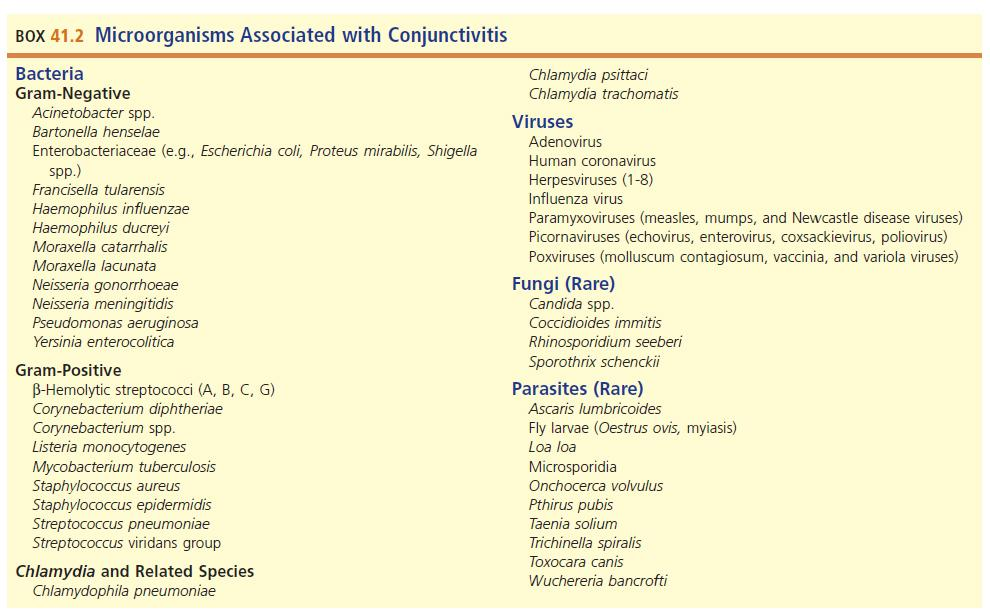 BOX 41.2 Microorganisms Associated with Conjunctivitis
Bacteria
Gram-Negative
Acinetobacter spp.
Bartonella henselae
Enterobacteriaceae (e.g., Escherichia coli, Proteus mirabilis, Shigella
spp.)
Francisella tularensis
Haemophilus influenzae
Haemophilus ducreyi
Moraxella catarrhalis
Moraxella lacunata
Neisseria gonorrhoeae
Neisseria meningitidis
Pseudomonas aeruginosa
Yersinia enterocolitica
Gram-Positive
β-Hemolytic streptococci (A, B, C, G)
Corynebacterium diphtheriae
Corynebacterium spp.
Listeria monocytogenes
Mycobacterium tuberculosis
Staphylococcus aureus
Staphylococcus epidermidis
Streptococcus pneumoniae
Streptococcus viridans group
Chlamydia and Related Species
Chlamydophila pneumoniae
Chlamydia psittaci
Chlamydia trachomatis
Viruses
Adenovirus
Human coronavirus
Herpesviruses (1-8)
Influenza virus
Paramyxoviruses (measles, mumps, and Newcastle disease viruses)
Picornaviruses (echovirus, enterovirus, coxsackievirus, poliovirus)
Poxviruses (molluscum contagiosum, vaccinia, and variola viruses)
Fungi (Rare)
Candida spp.
Coccidioides immitis
Rhinosporidium seeberi
Sporothrix schenckii
Parasites (Rare)
Ascaris lumbricoides
Fly larvae (Oestrus ovis, myiasis)
Loa loa
Microsporidia
Onchocerca volvulus
Pthirus pubis
Taenia solium
Trichinella spiralis
Toxocara canis
Wuchereria bancrofti